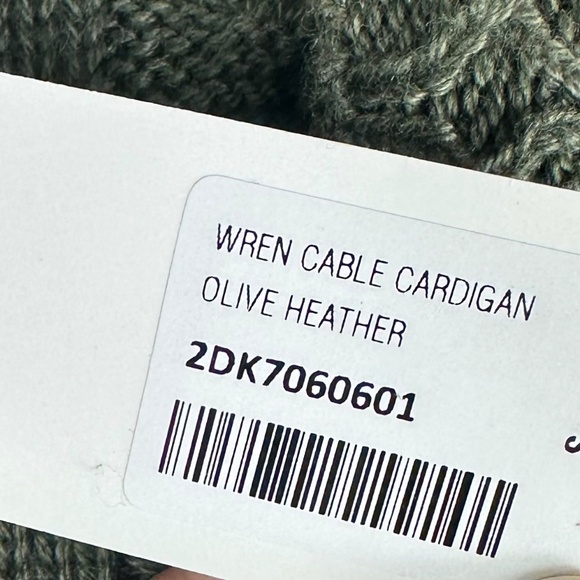 WREN CABLE CARDIGAN
OLIVE HEATHER
2DK7060601